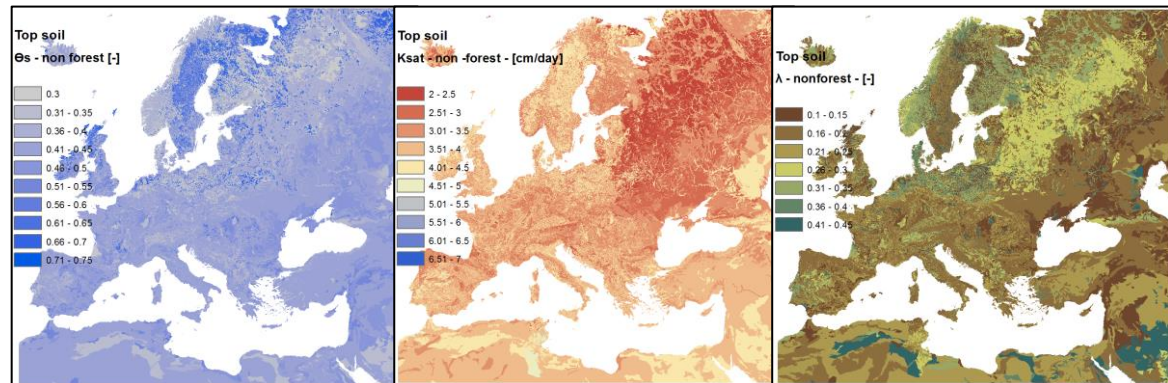 Top soil
Θs - non forest [-]
0.3
0.31 - 0.35
0.36 - 0.4
0.41 - 0.45
0.46 - 0.5
0.51 - 0.55
0.56 - 0.6
0.61 - 0.65
0.66 - 0.7
0.71 - 0.75
Top soil
Ksat - non -forest - [cm/day]
2 - 2.5
2.51 - 3
3.01 - 3.5
3.51 - 4
4.01 - 4.5
4.51 - 5
5.01 - 5.5
5.51 - 6
6.01 - 6.5
6.51 - 7
Top soil
λ - nonforest - [-]
0.1 - 0.15
0.16 - 0.2
0.21 - 0.25
0.26 - 0.3
0.31 - 0.35
0.36 - 0.4
0.41 - 0.45